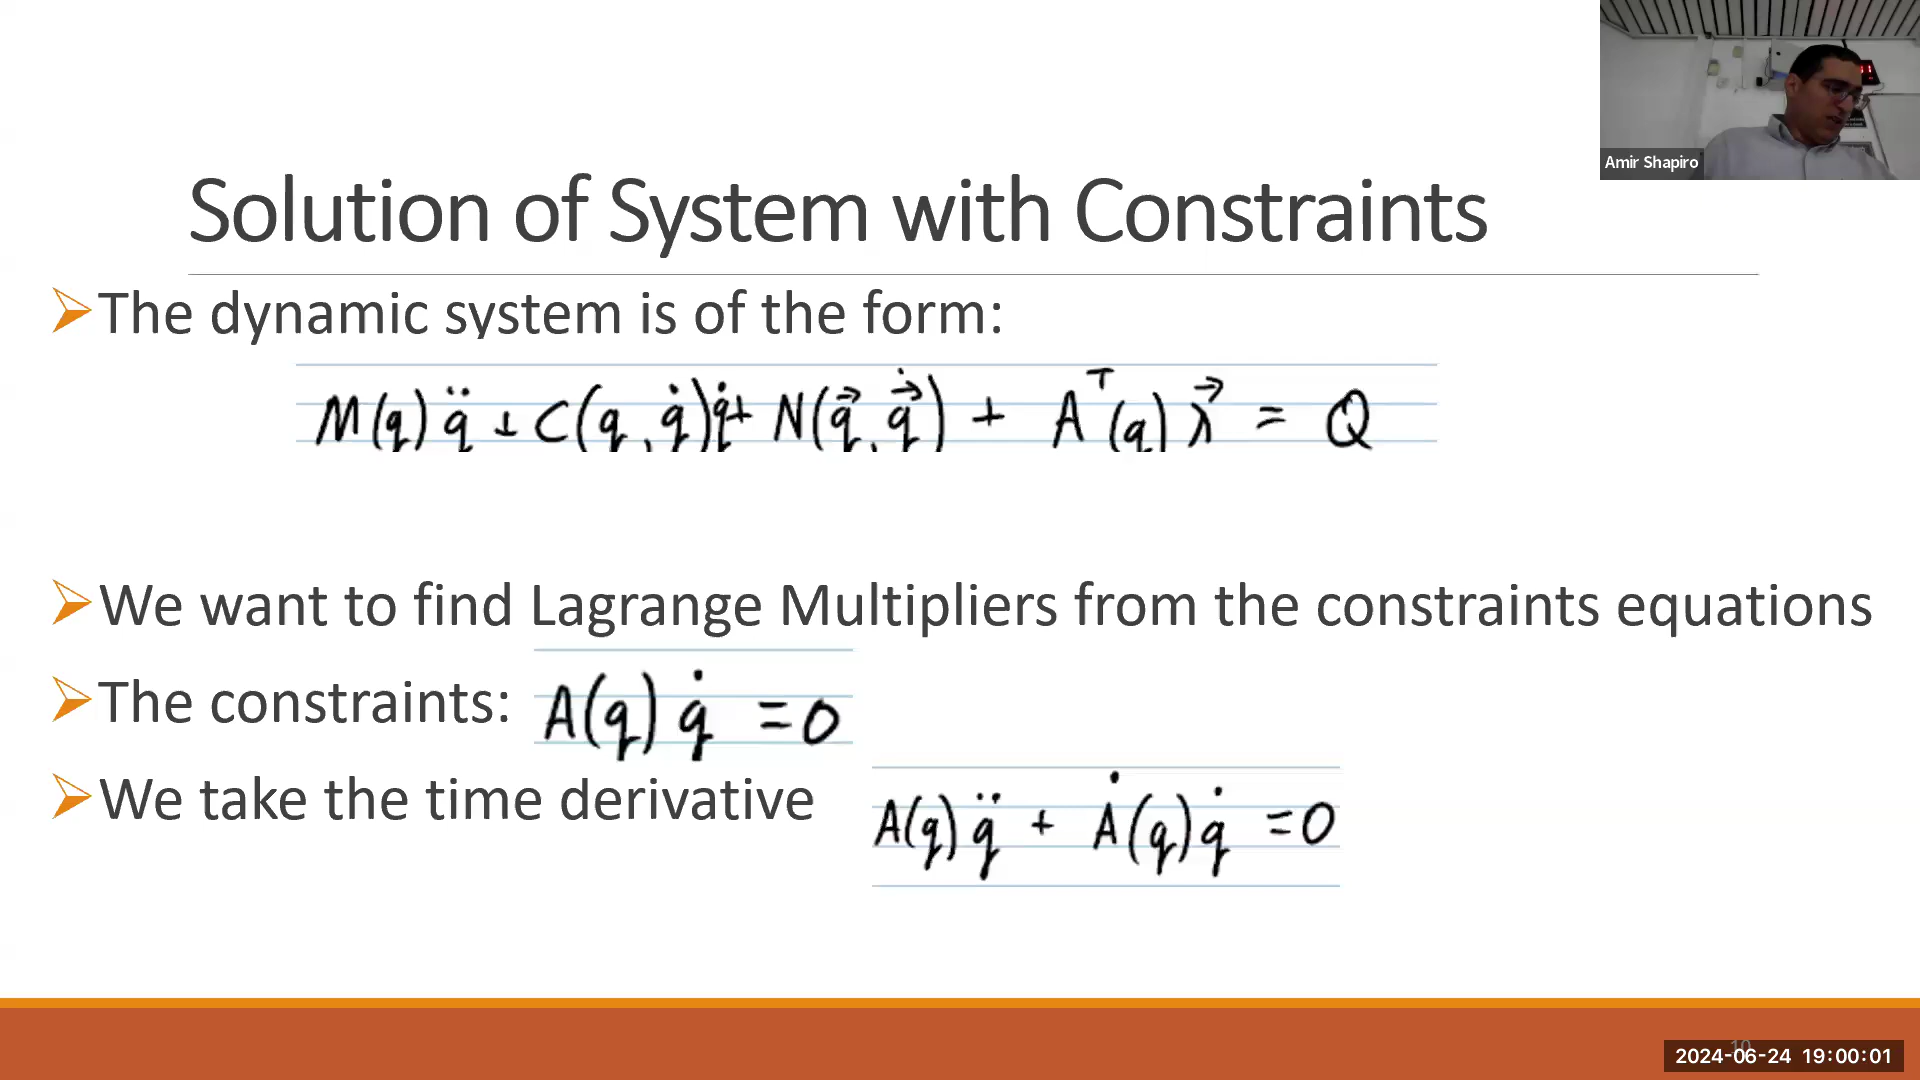 Amir Shapiro
Solution of System with Constraints
The dynamic system is of the form:
M(q) q̈ + C(q, q̇)q̇ + N(q⃗, q⃗̇) + Aᵀ(q) λ⃗ = Q
We want to find Lagrange Multipliers from the constraints equations
The constraints: A(q) q̇ = 0
We take the time derivative A(q) q̈ + Ȧ(q) q̇ = 0
10
2024-06-24 19:00:01